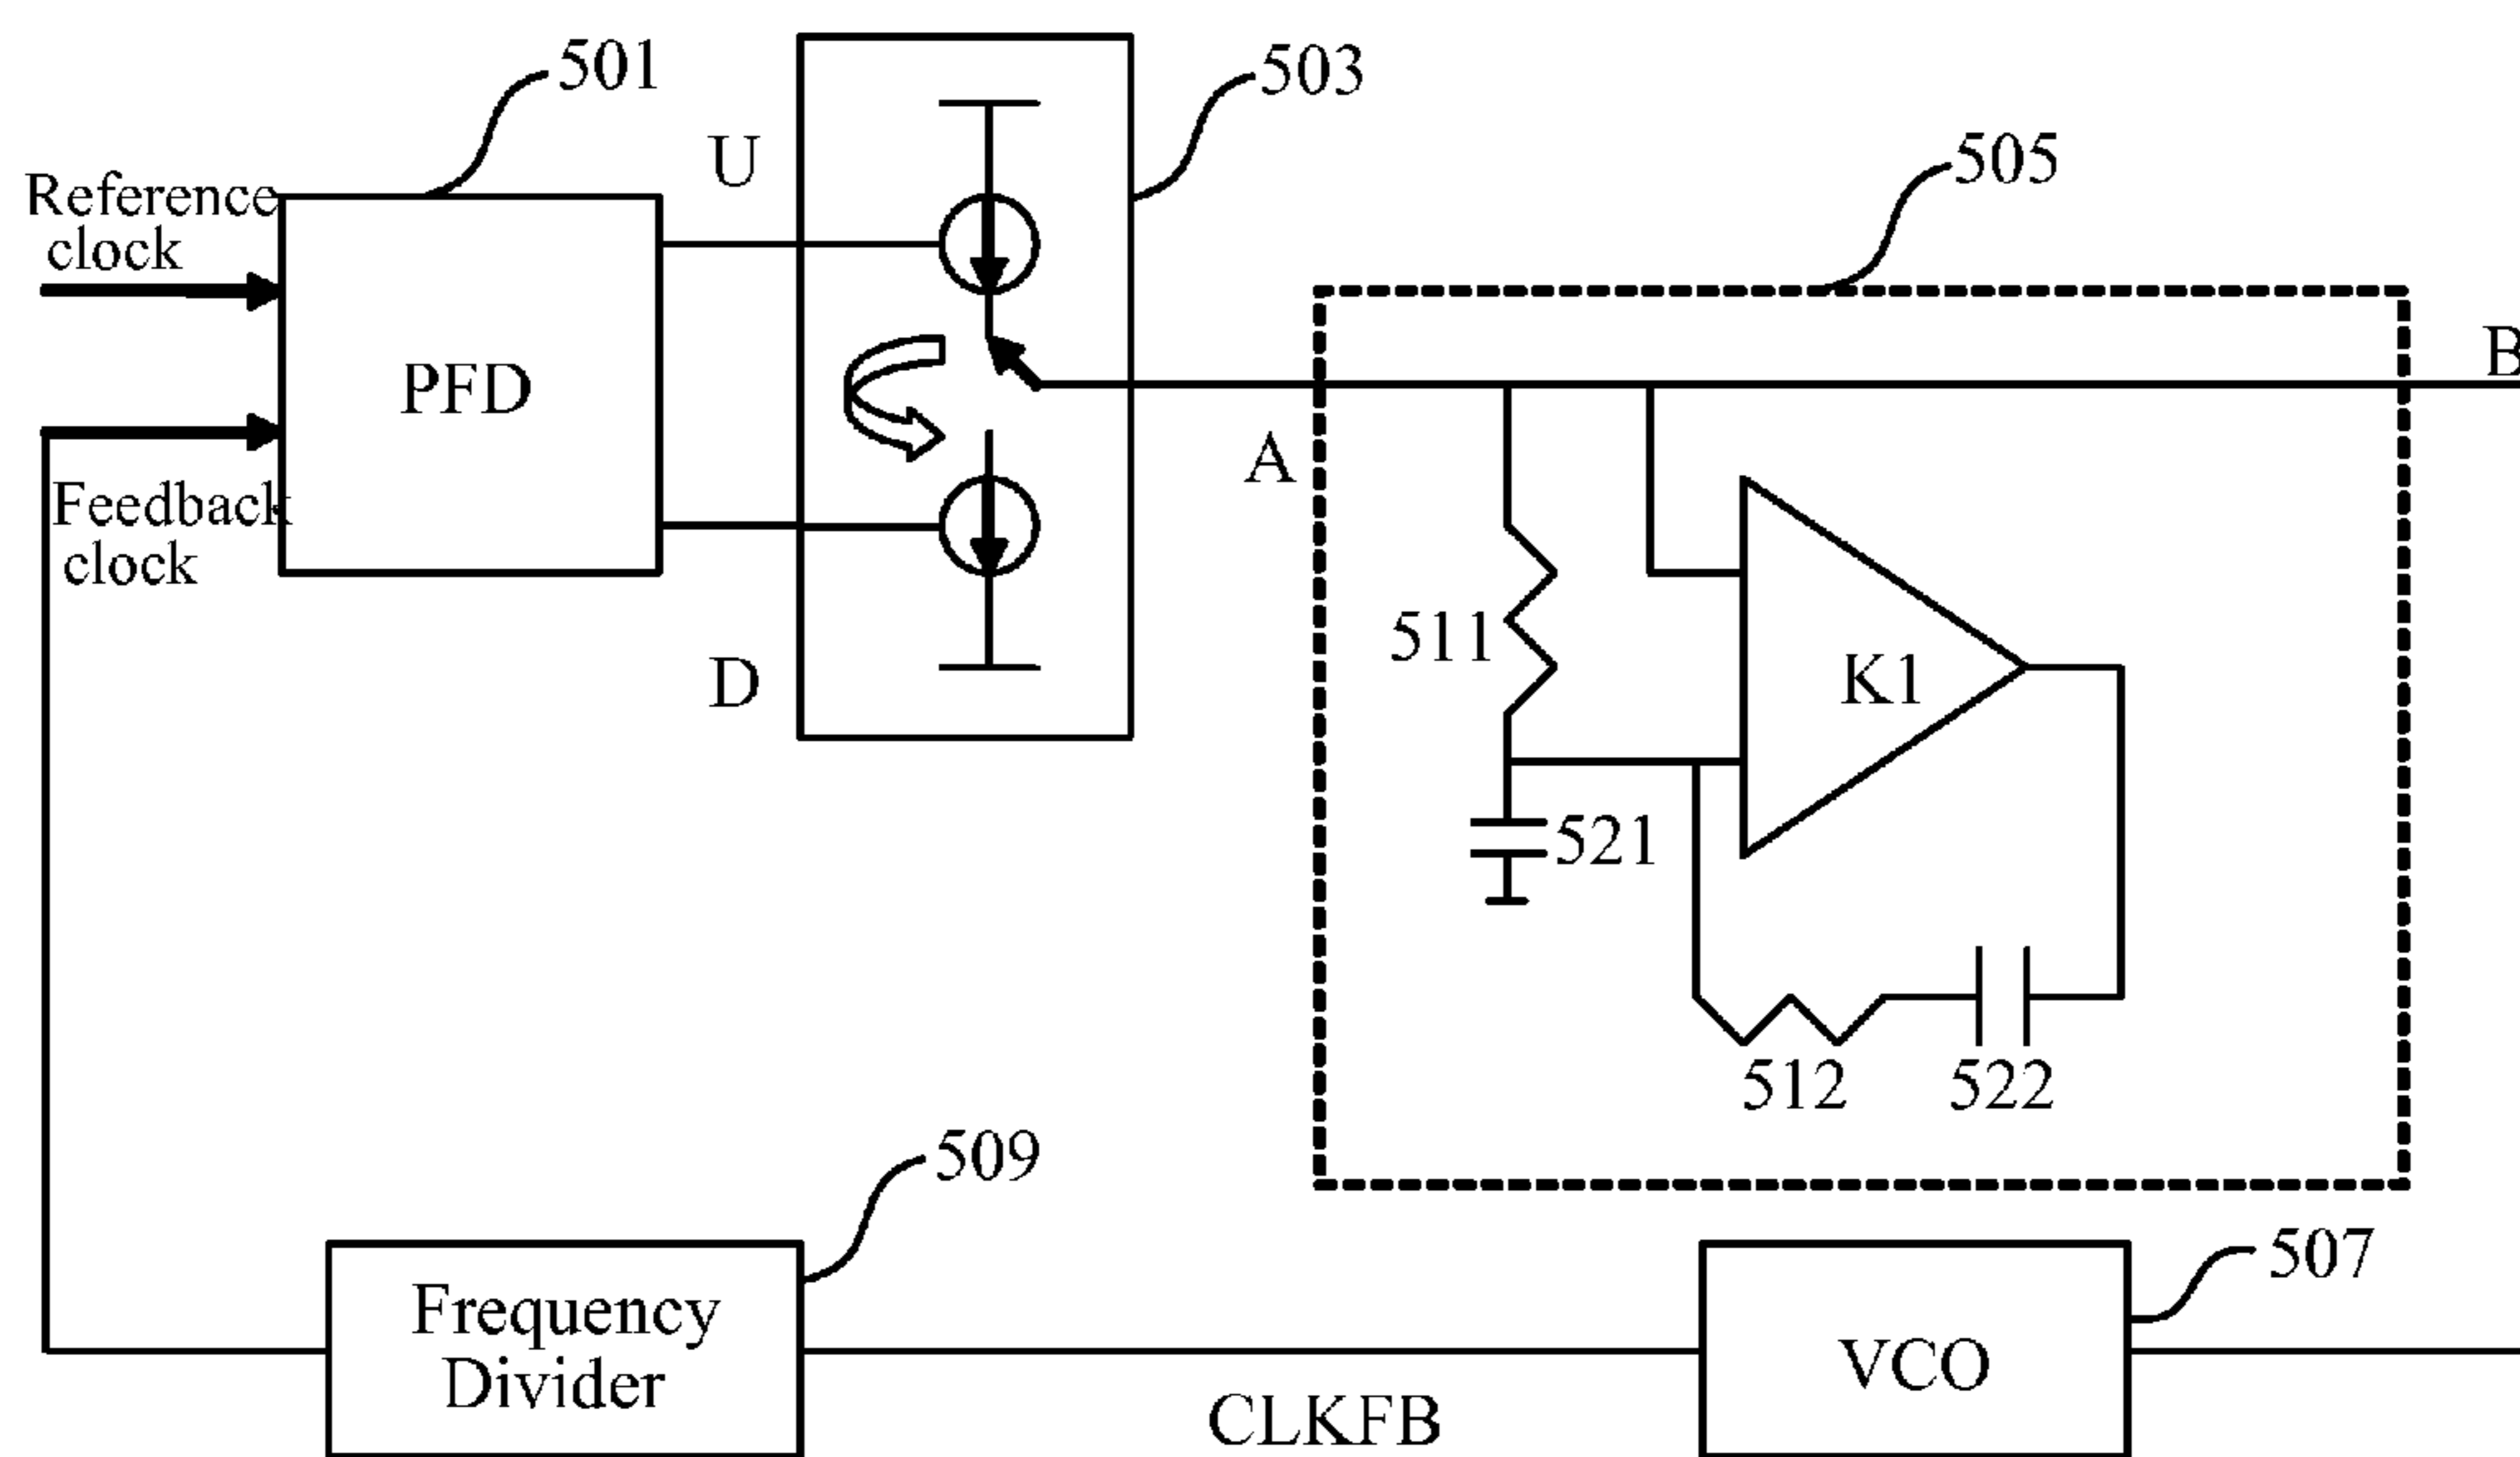 501
503
505
U
Reference
clock
PFD
B
A
Feedback
clock
511
K1
D
521
512
522
509
507
Frequency
Divider
VCO
CLKFB